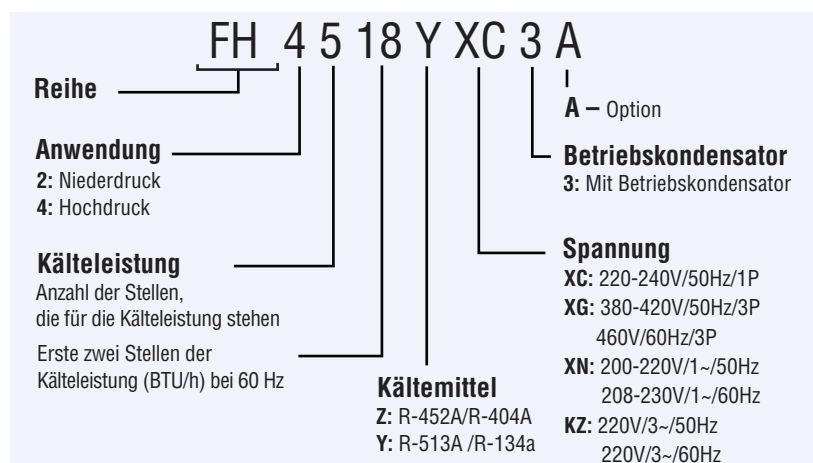 FH 4 5 18 Y XC 3 A
Reihe
A – Option
Anwendung
2: Niederdruck
4: Hochdruck
Betriebskondensator
3: Mit Betriebskondensator
Kälteleistung
Anzahl der Stellen,
die für die Kälteleistung stehen
Erste zwei Stellen der
Kälteleistung (BTU/h) bei 60 Hz
Kältemittel
Z: R-452A/R-404A
Y: R-513A /R-134a
Spannung
XC: 220-240V/50Hz/1P
XG: 380-420V/50Hz/3P
460V/60Hz/3P
XN: 200-220V/1~/50Hz
208-230V/1~/60Hz
KZ: 220V/3~/50Hz
220V/3~/60Hz